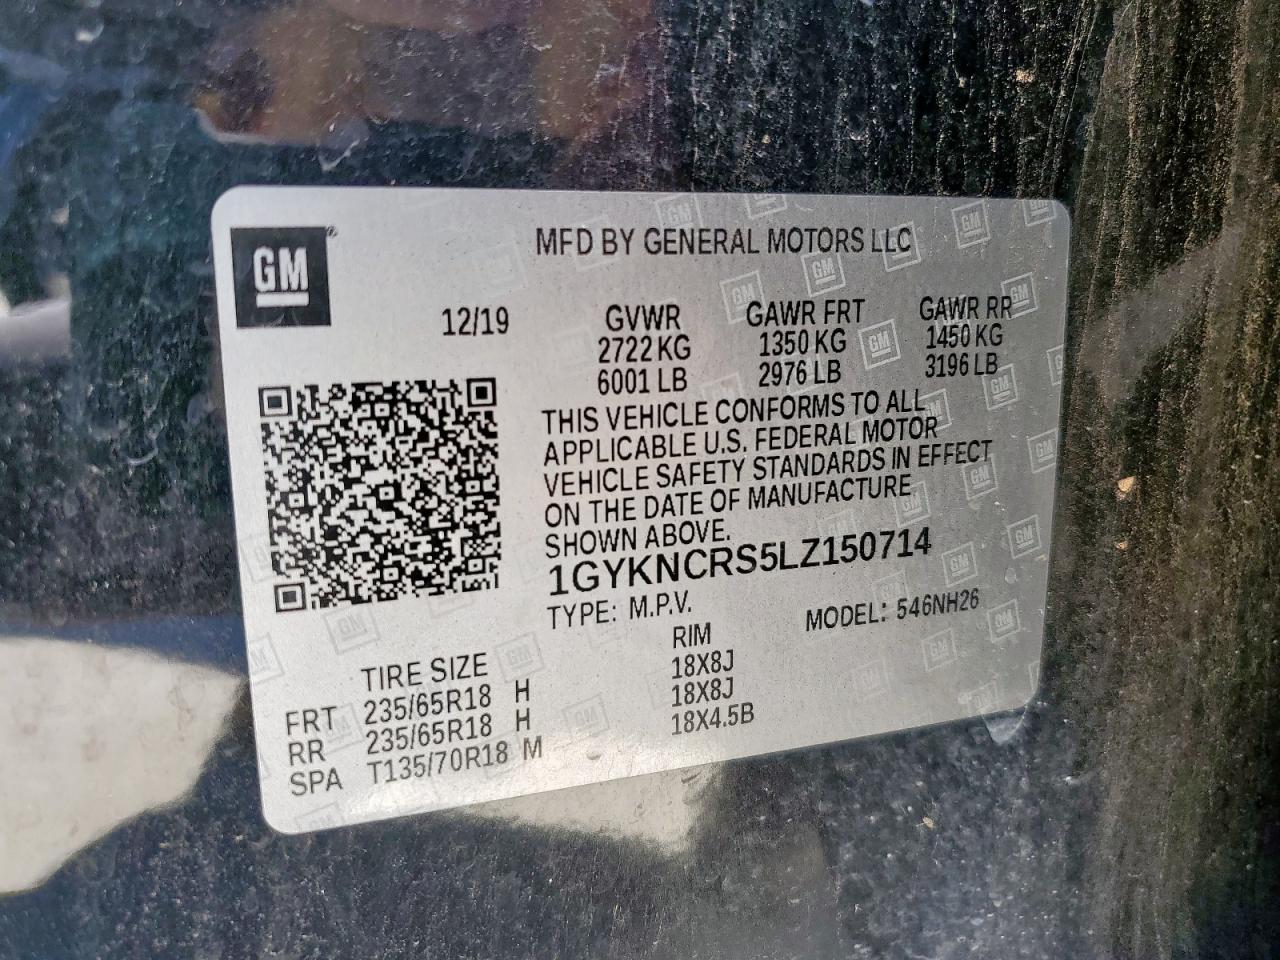 GM
MFD BY GENERAL MOTORS LLC
12/19
GVWR GAWR FRT GAWR RR
2722 KG 1350 KG 1450 KG
6001 LB 2976 LB 3196 LB
THIS VEHICLE CONFORMS TO ALL
APPLICABLE U.S. FEDERAL MOTOR
VEHICLE SAFETY STANDARDS IN EFFECT
ON THE DATE OF MANUFACTURE
SHOWN ABOVE.
1GYKNCRS5LZ150714
TYPE: M.P.V. MODEL: 546NH26
TIRE SIZE RIM
FRT 235/65R18 H 18X8J
RR 235/65R18 H 18X8J
SPA T135/70R18 M 18X4.5B